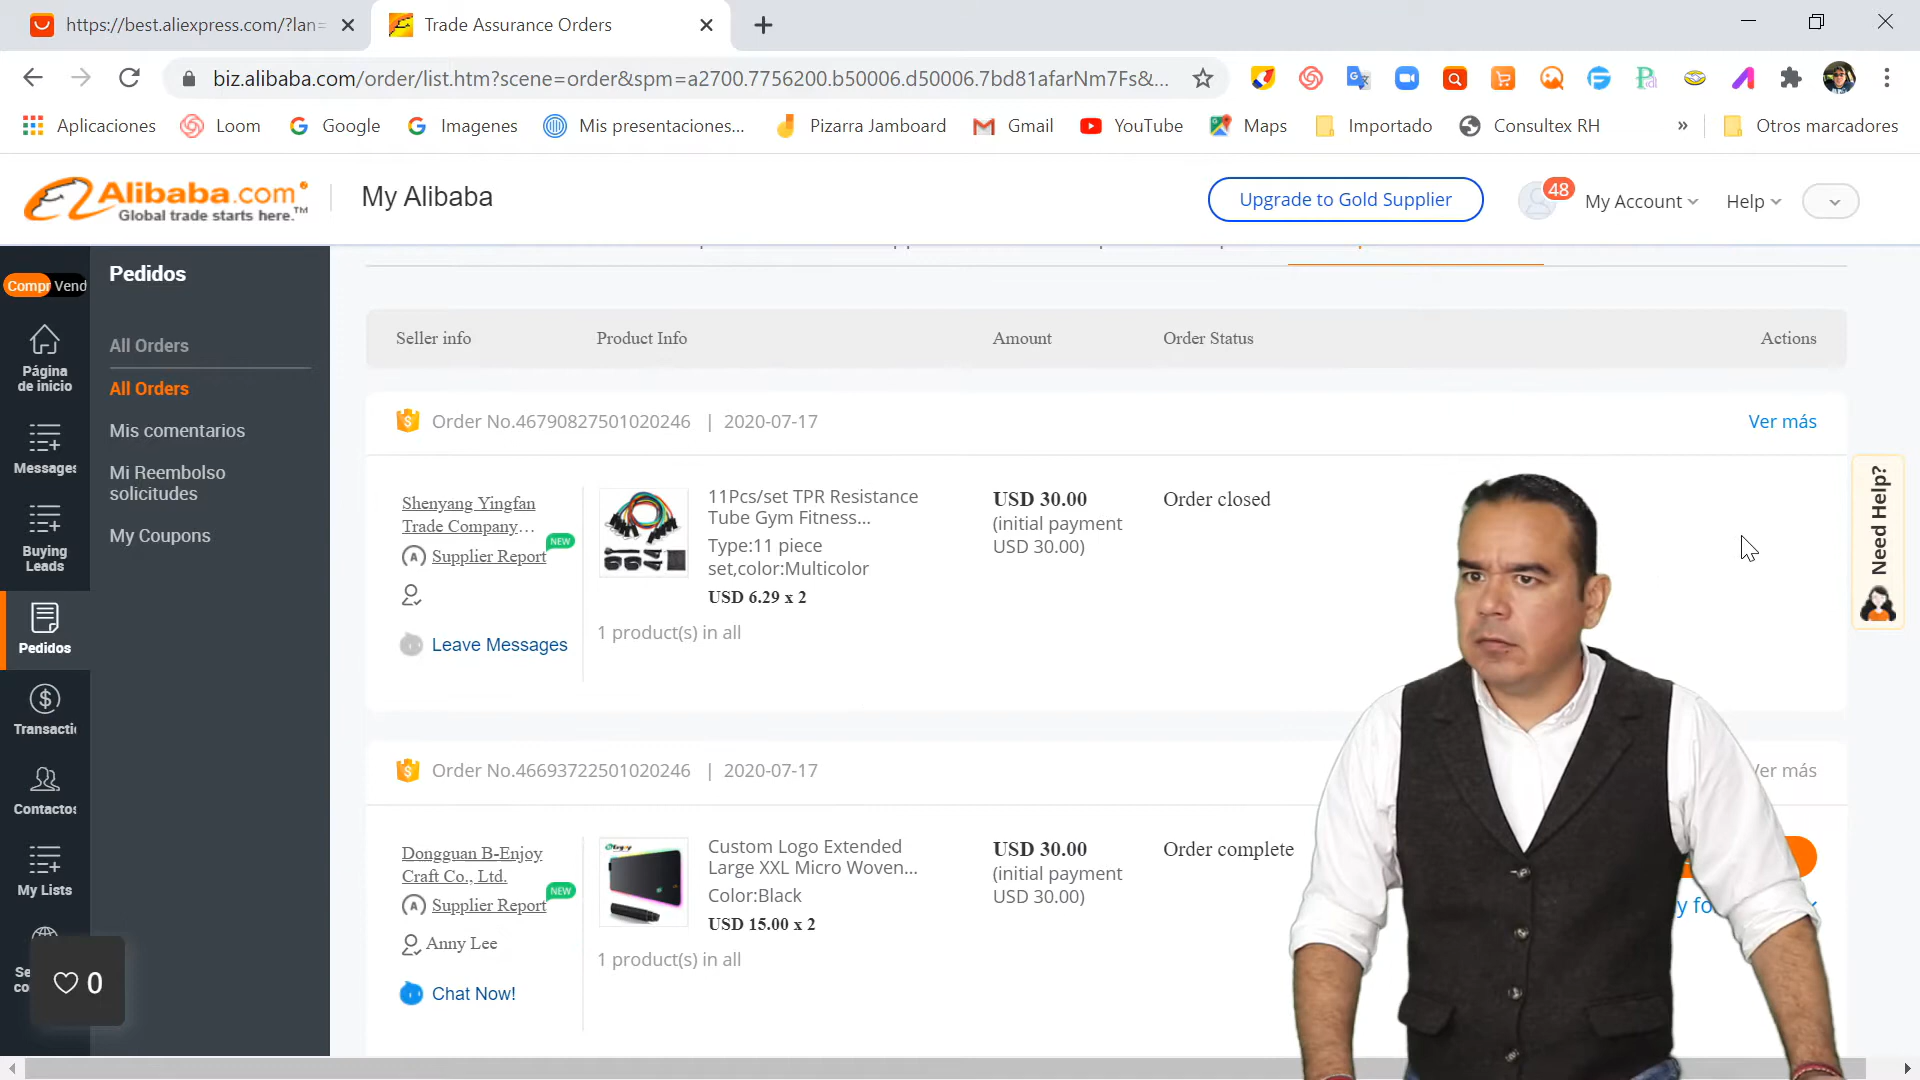 https://best.aliexpress.com/?lan=
Trade Assurance Orders
biz.alibaba.com/order/list.htm?scene=order&spm=a2700.7756200.b50006.d50006.7bd81afarNm7Fs&...
Aplicaciones
Loom
Google
Imagenes
Mis presentaciones...
Pizarra Jamboard
Gmail
YouTube
Maps
Importado
Consultex RH
»
Otros marcadores
Alibaba.com
Global trade starts here.™
My Alibaba
Upgrade to Gold Supplier
48
My Account
Help
Compr Vend
Página de inicio
Messages
Buying Leads
Pedidos
Transactic
Contactos
My Lists
Se
co
0
Pedidos
All Orders
All Orders
Mis comentarios
Mi Reembolso
solicitudes
My Coupons
Seller info Product Info Amount Order Status Actions
Order No.46790827501020246 | 2020-07-17 Ver más
Shenyang Yingfan
Trade Company...
NEW
Supplier Report
Leave Messages
11Pcs/set TPR Resistance
Tube Gym Fitness...
Type:11 piece
set,color:Multicolor
USD 6.29 x 2
1 product(s) in all
USD 30.00
(initial payment
USD 30.00)
Order closed
Need Help?
Order No.46693722501020246 | 2020-07-17 Ver más
Dongguan B-Enjoy
Craft Co., Ltd.
NEW
Supplier Report
Anny Lee
Chat Now!
Custom Logo Extended
Large XXL Micro Woven...
Color:Black
USD 15.00 x 2
1 product(s) in all
USD 30.00
(initial payment
USD 30.00)
Order complete